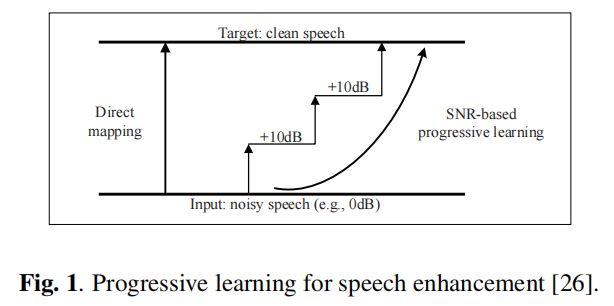 Target: clean speech
+10dB
Direct
mapping
+10dB
SNR-based
progressive learning
Input: noisy speech (e.g., 0dB)
Fig. 1. Progressive learning for speech enhancement [26].